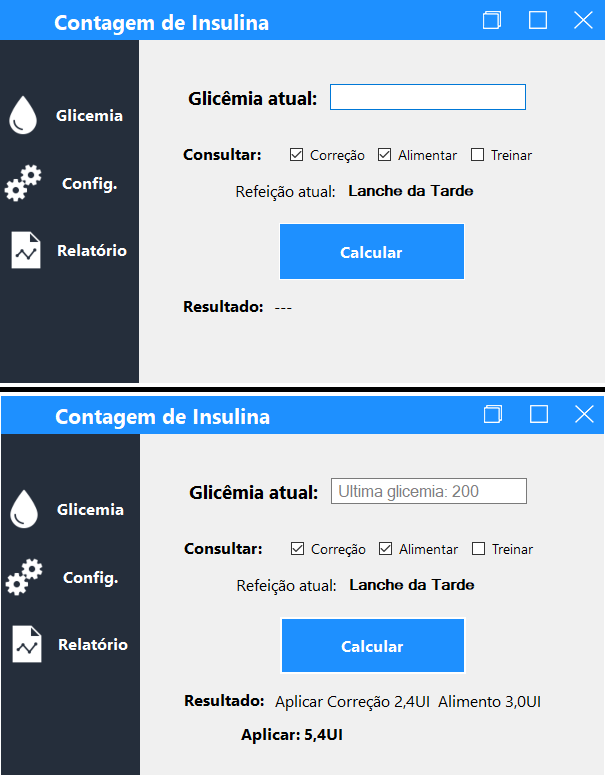 Contagem de Insulina
Glicemia
Config.
Relatório
Glicêmia atual:
Consultar: Correção Alimentar Treinar
Refeição atual: Lanche da Tarde
Calcular
Resultado: ---
Contagem de Insulina
Glicemia
Config.
Relatório
Glicêmia atual: Ultima glicemia: 200
Consultar: Correção Alimentar Treinar
Refeição atual: Lanche da Tarde
Calcular
Resultado: Aplicar Correção 2,4UI Alimento 3,0UI
Aplicar: 5,4UI